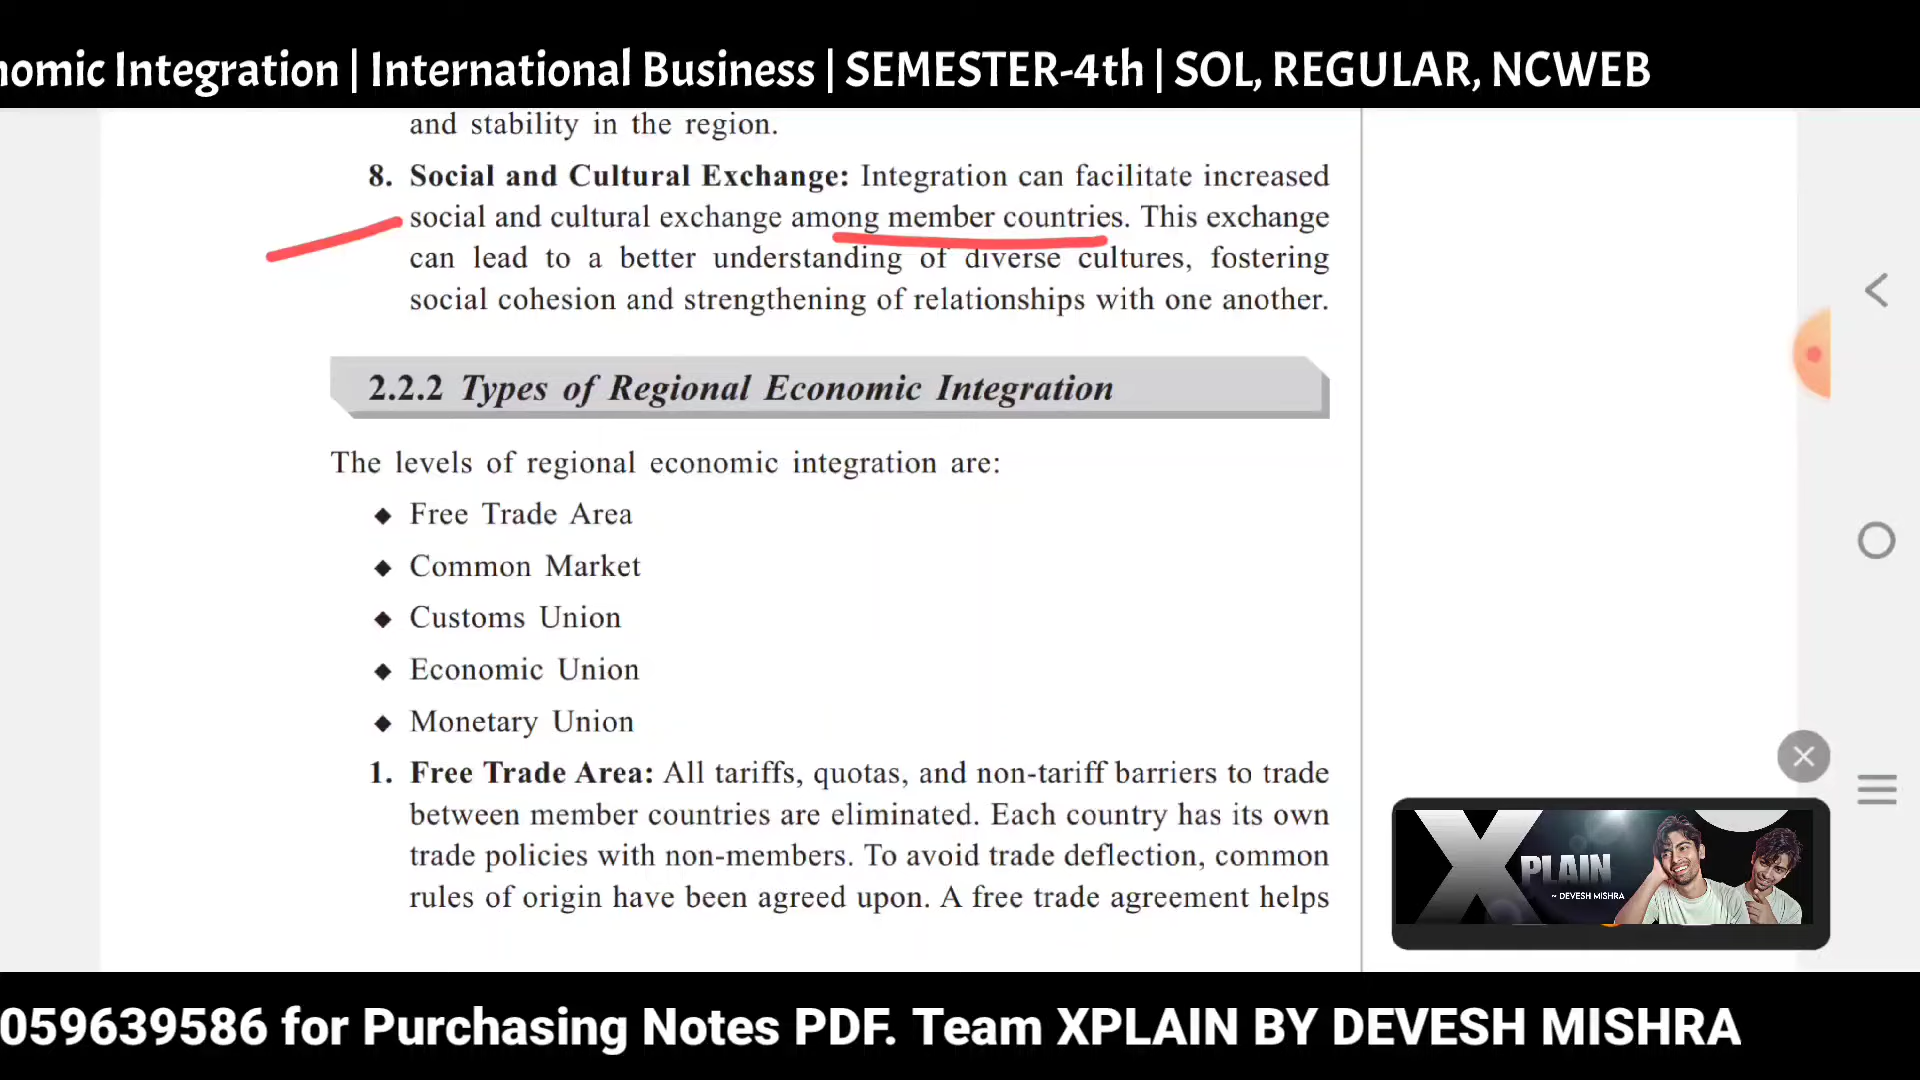 nomic Integration | International Business | SEMESTER-4th | SOL, REGULAR, NCWEB
and stability in the region.
8. Social and Cultural Exchange: Integration can facilitate increased
social and cultural exchange among member countries. This exchange
can lead to a better understanding of diverse cultures, fostering
social cohesion and strengthening of relationships with one another.
2.2.2 Types of Regional Economic Integration
The levels of regional economic integration are:
◆ Free Trade Area
◆ Common Market
◆ Customs Union
◆ Economic Union
◆ Monetary Union
1. Free Trade Area: All tariffs, quotas, and non-tariff barriers to trade
between member countries are eliminated. Each country has its own
trade policies with non-members. To avoid trade deflection, common
rules of origin have been agreed upon. A free trade agreement helps
XPLAIN
~ DEVESH MISHRA
059639586 for Purchasing Notes PDF. Team XPLAIN BY DEVESH MISHRA